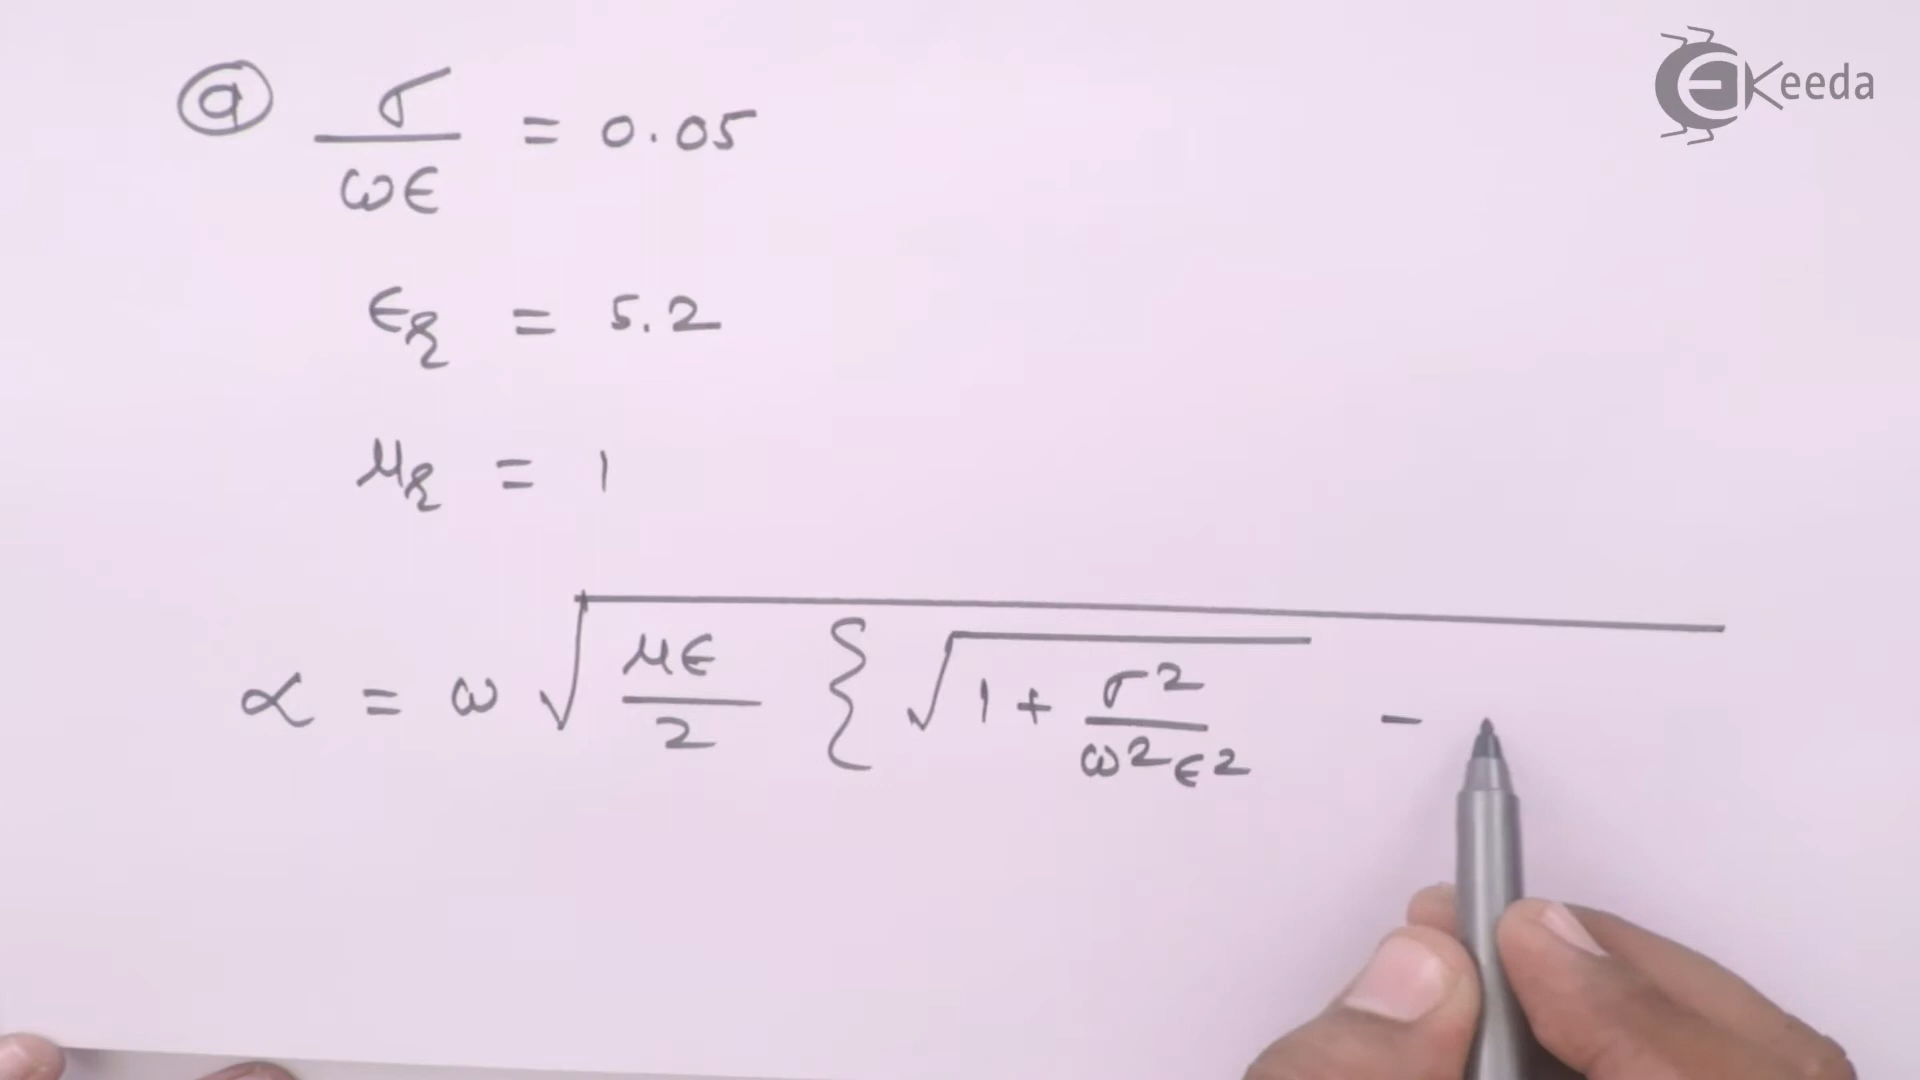 EKeeda
a σ/ωϵ = 0.05
ϵr = 5.2
μr = 1
α = ω √(μϵ/2 { √(1 + σ²/ω²ϵ²) -